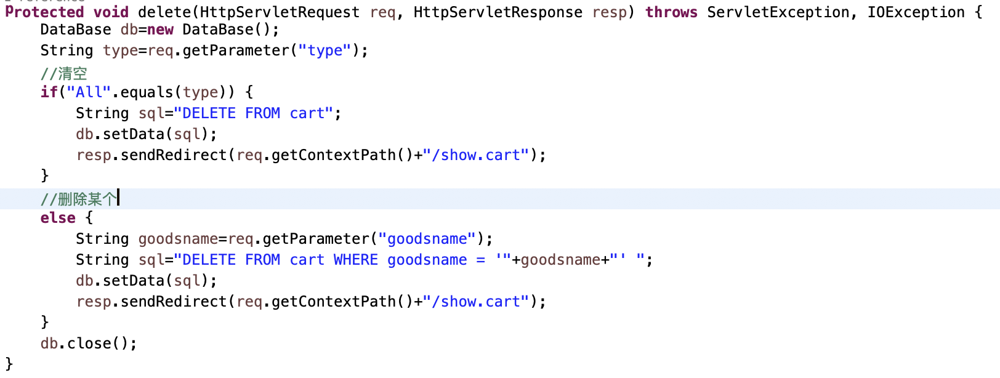 protected void delete(HttpServletRequest req, HttpServletResponse resp) throws ServletException, IOException {
    DataBase db=new DataBase();
    String type=req.getParameter("type");
    //清空
    if("All".equals(type)) {
        String sql="DELETE FROM cart";
        db.setData(sql);
        resp.sendRedirect(req.getContextPath()+"/show.cart");
    }
    //删除某个
    else {
        String goodsname=req.getParameter("goodsname");
        String sql="DELETE FROM cart WHERE goodsname = '"+goodsname+"' ";
        db.setData(sql);
        resp.sendRedirect(req.getContextPath()+"/show.cart");
    }
    db.close();
}